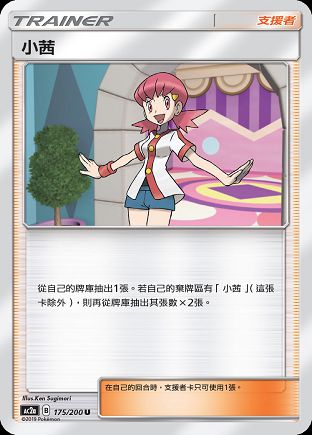 TRAINER 支援者
小茜
從自己的牌庫抽出1張。若自己的棄牌區有「小茜」(這張
卡除外),則再從牌庫抽出其張數×2張。
Illus.Ken Sugimori
AC2a B 175/200 U
©2019 Pokémon
在自己的回合時,支援者卡只可使用1張。